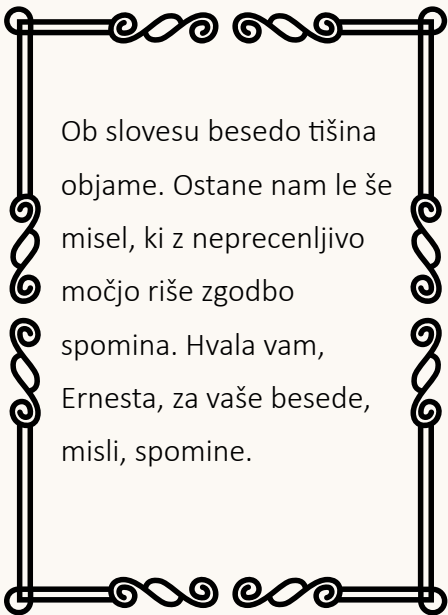 Ob slovesu besedo tišina
objame. Ostane nam le še
misel, ki z neprecenljivo
močjo riše zgodbo
spomina. Hvala vam,
Ernesta, za vaše besede,
misli, spomine.